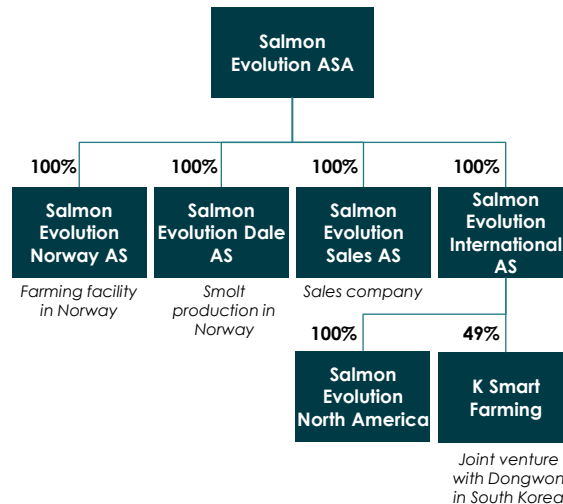 Salmon
Evolution ASA
100%
100%
100%
100%
Salmon
Evolution
Norway AS
Salmon
Evolution Dale
AS
Salmon
Evolution
Sales AS
Salmon
Evolution
International
AS
Farming facility
in Norway
Smolt
production in
Norway
Sales company
100%
49%
Salmon
Evolution
North America
K Smart
Farming
Joint venture
with Dongwon
in South Korea